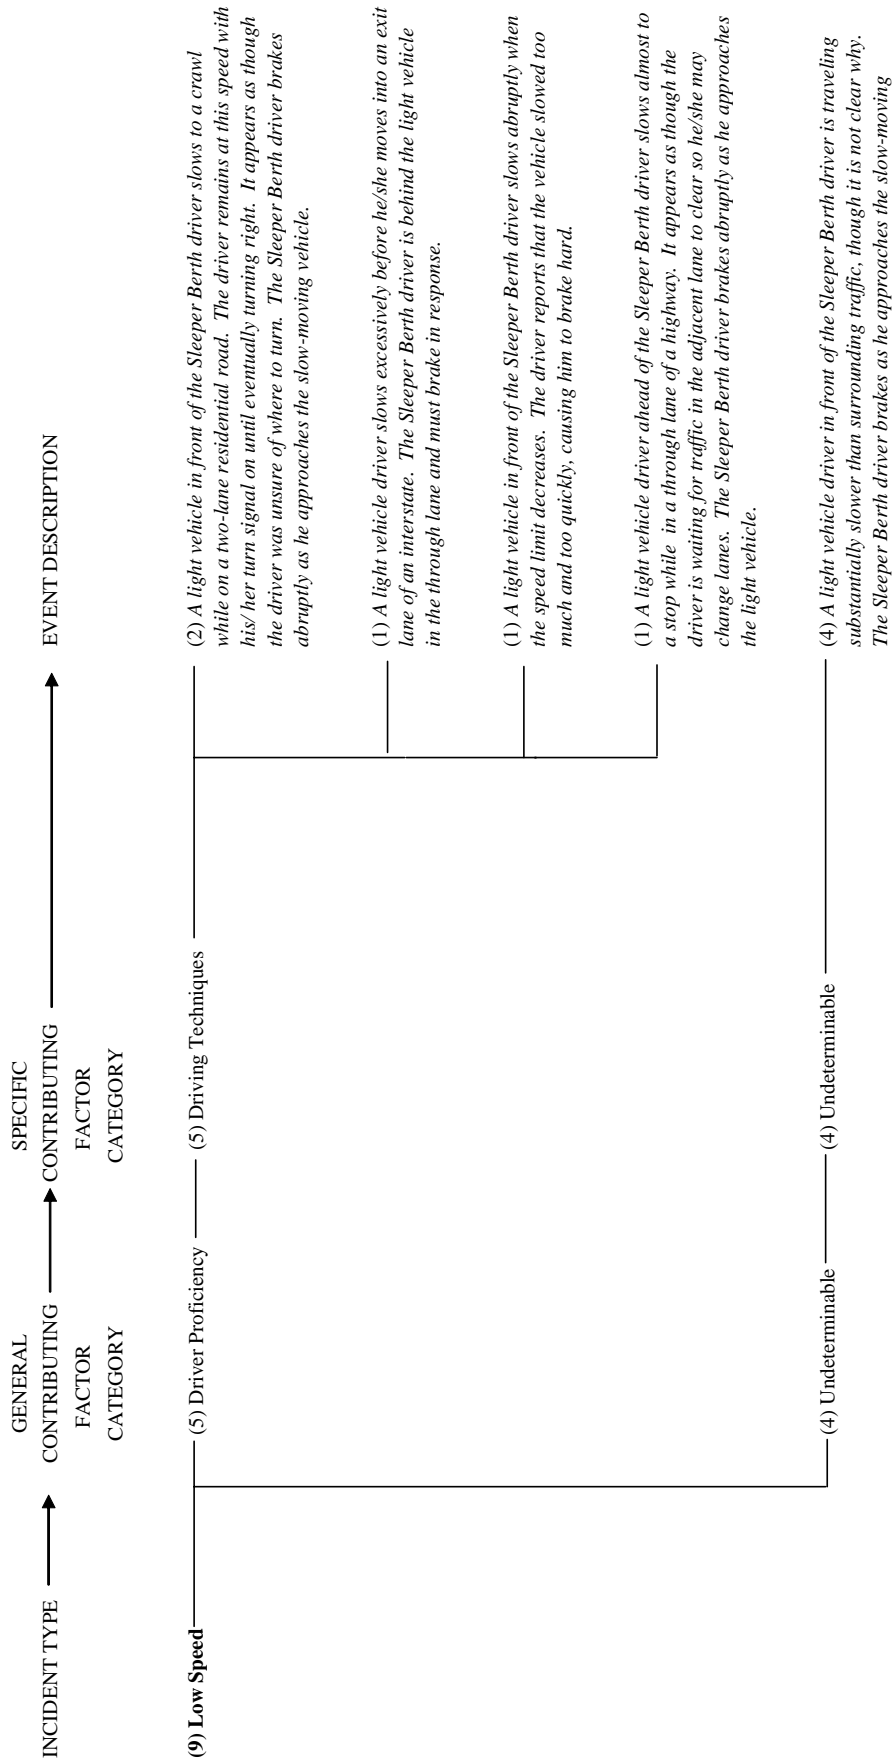 INCIDENT TYPE
GENERAL
CONTRIBUTING
FACTOR
CATEGORY
SPECIFIC
CONTRIBUTING
FACTOR
CATEGORY
EVENT DESCRIPTION
(9) Low Speed
(5) Driver Proficiency
(5) Driving Techniques
(2) A light vehicle in front of the Sleeper Berth driver slows to a crawl
while on a two-lane residential road. The driver remains at this speed with
his/ her turn signal on until eventually turning right. It appears as though
the driver was unsure of where to turn. The Sleeper Berth driver brakes
abruptly as he approaches the slow-moving vehicle.
(1) A light vehicle driver slows excessively before he/she moves into an exit
lane of an interstate. The Sleeper Berth driver is behind the light vehicle
in the through lane and must brake in response.
(1) A light vehicle in front of the Sleeper Berth driver slows abruptly when
the speed limit decreases. The driver reports that the vehicle slowed too
much and too quickly, causing him to brake hard.
(1) A light vehicle driver ahead of the Sleeper Berth driver slows almost to
a stop while in a through lane of a highway. It appears as though the
driver is waiting for traffic in the adjacent lane to clear so he/she may
change lanes. The Sleeper Berth driver brakes abruptly as he approaches
the light vehicle.
(4) Undeterminable
(4) Undeterminable
(4) A light vehicle driver in front of the Sleeper Berth driver is traveling
substantially slower than surrounding traffic, though it is not clear why.
The Sleeper Berth driver brakes as he approaches the slow-moving